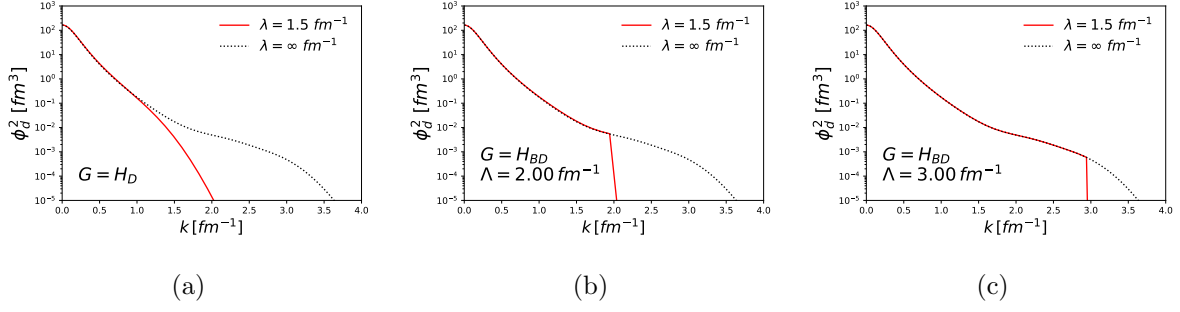 10^3
10^2
10^1
10^0
10^-1
10^-2
10^-3
10^-4
10^-5
ϕ_d^2 [fm^3]
λ = 1.5 fm^-1
λ = ∞ fm^-1
G = H_D
0.0 0.5 1.0 1.5 2.0 2.5 3.0 3.5 4.0
k [fm^-1]
(a)
10^3
10^2
10^1
10^0
10^-1
10^-2
10^-3
10^-4
10^-5
ϕ_d^2 [fm^3]
λ = 1.5 fm^-1
λ = ∞ fm^-1
G = H_BD
Λ = 2.00 fm^-1
0.0 0.5 1.0 1.5 2.0 2.5 3.0 3.5 4.0
k [fm^-1]
(b)
10^3
10^2
10^1
10^0
10^-1
10^-2
10^-3
10^-4
10^-5
ϕ_d^2 [fm^3]
λ = 1.5 fm^-1
λ = ∞ fm^-1
G = H_BD
Λ = 3.00 fm^-1
0.0 0.5 1.0 1.5 2.0 2.5 3.0 3.5 4.0
k [fm^-1]
(c)